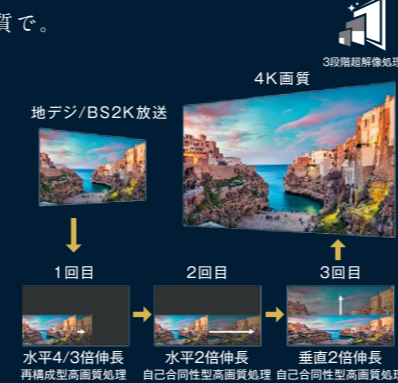 質で。
3段階超解像処理
4K画質
地デジ/BS2K放送
1回目
2回目
3回目
水平4/3倍伸長
水平2倍伸長
垂直2倍伸長
再構成型高画質処理
自己合同性型高画質処理
自己合同性型高画質処理